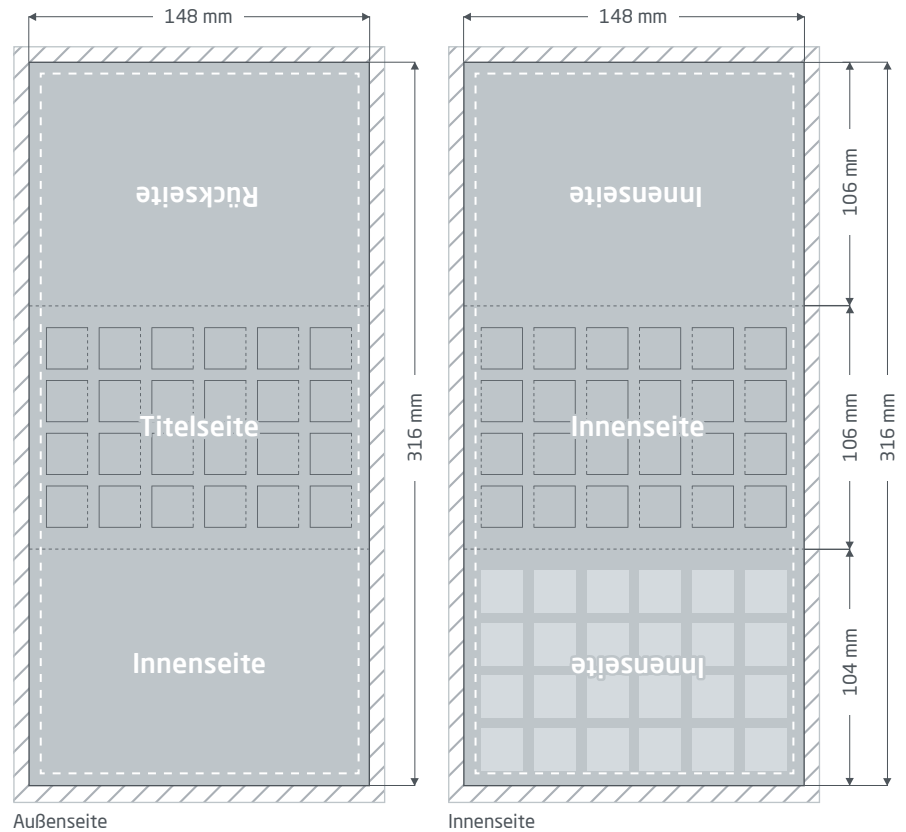 148 mm
148 mm
Rückseite
Innenseite
106 mm
Titelseite
Innenseite
316 mm
106 mm
316 mm
Innenseite
Innenseite
104 mm
Außenseite
Innenseite